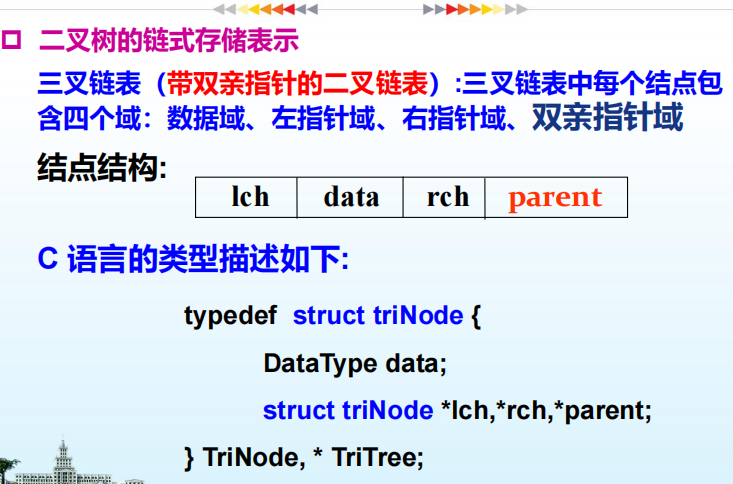 二叉树的链式存储表示
三叉链表（带双亲指针的二叉链表）:三叉链表中每个结点包
含四个域：数据域、左指针域、右指针域、双亲指针域
结点结构:
lch data rch parent
C 语言的类型描述如下:
typedef struct triNode {
DataType data;
struct triNode *lch,*rch,*parent;
} TriNode, * TriTree;